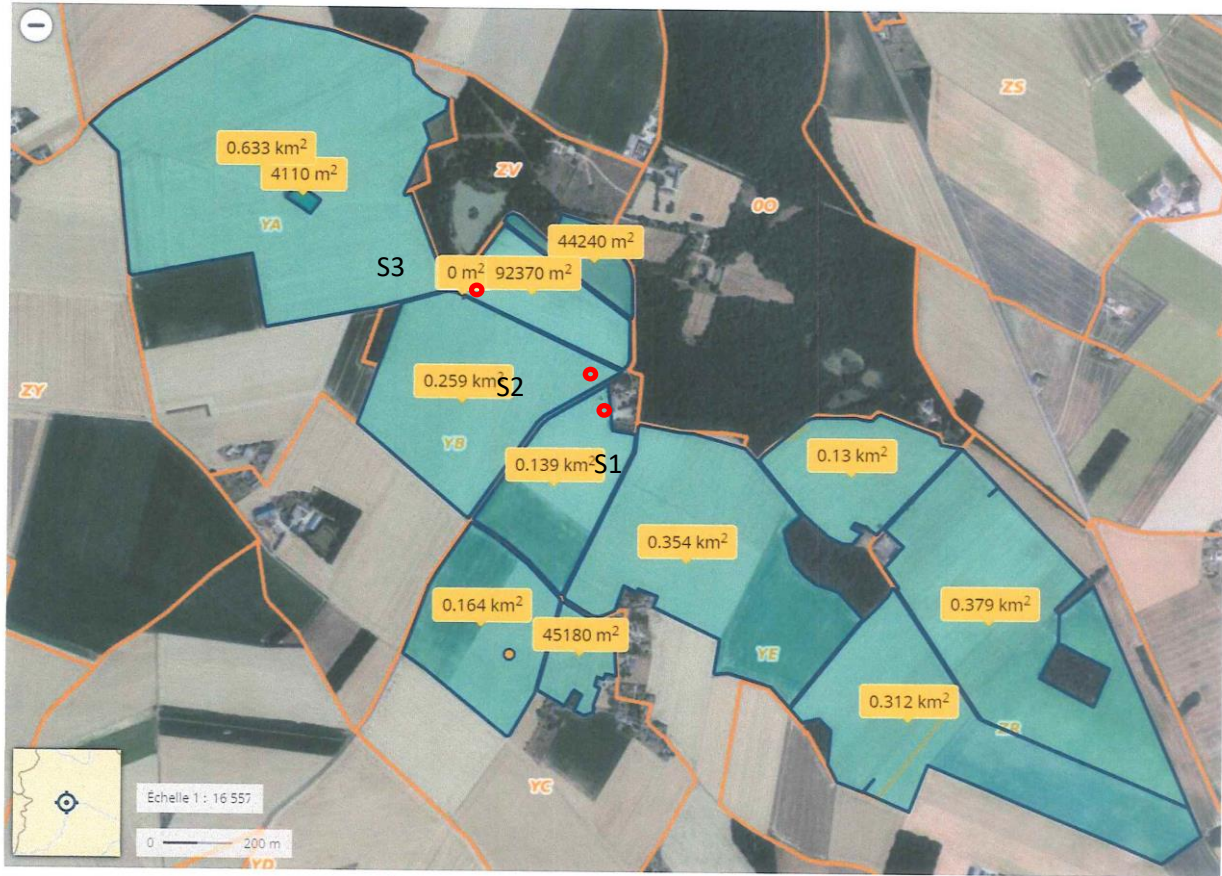 ZS
0.633 km²
4110 m²
ZV
0O
YA
44240 m²
S3
0 m²
92370 m²
0.259 km²
S2
ZY
YB
0.139 km²
S1
0.13 km²
0.354 km²
0.164 km²
45180 m²
0.379 km²
YE
0.312 km²
ZR
YC
Échelle 1 : 16 557
0
200 m
YD